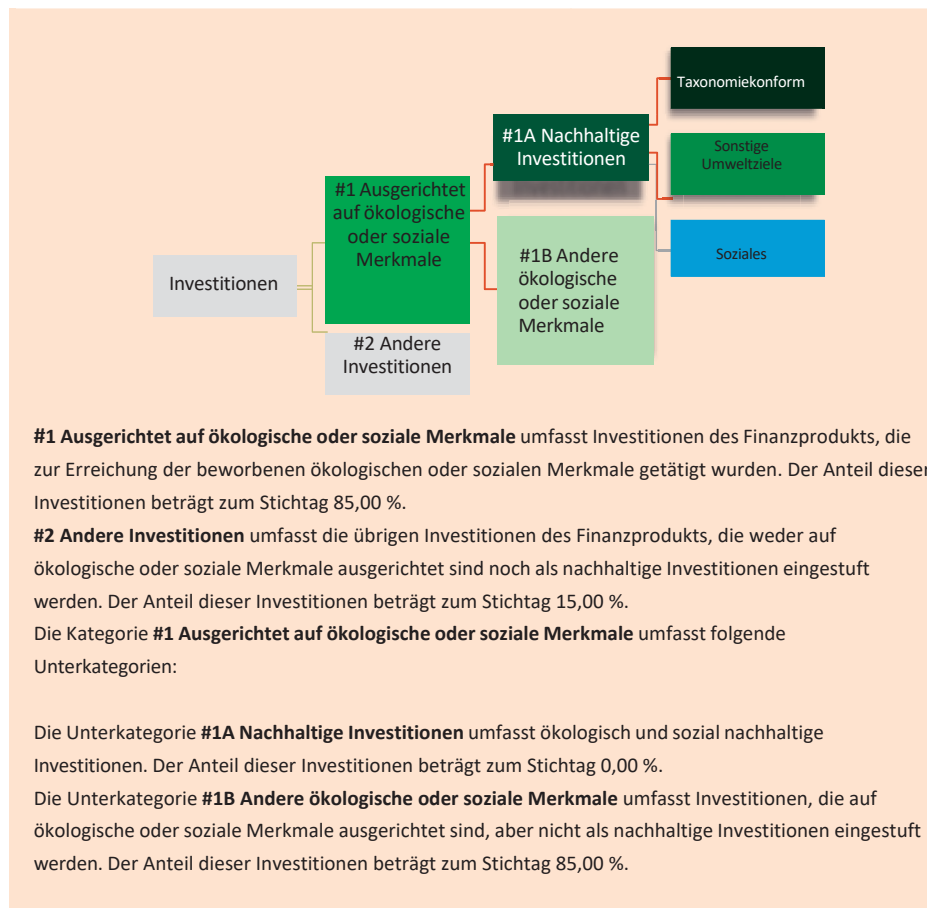 Taxonomiekonform
#1A Nachhaltige
Investitionen
Sonstige
Umweltziele
#1 Ausgerichtet
auf ökologische
oder soziale
Merkmale
#1B Andere
ökologische
oder soziale
Merkmale
Soziales
Investitionen
#2 Andere
Investitionen
#1 Ausgerichtet auf ökologische oder soziale Merkmale umfasst Investitionen des Finanzprodukts, die
zur Erreichung der beworbenen ökologischen oder sozialen Merkmale getätigt wurden. Der Anteil dieser
Investitionen beträgt zum Stichtag 85,00 %.
#2 Andere Investitionen umfasst die übrigen Investitionen des Finanzprodukts, die weder auf
ökologische oder soziale Merkmale ausgerichtet sind noch als nachhaltige Investitionen eingestuft
werden. Der Anteil dieser Investitionen beträgt zum Stichtag 15,00 %.
Die Kategorie #1 Ausgerichtet auf ökologische oder soziale Merkmale umfasst folgende
Unterkategorien:
Die Unterkategorie #1A Nachhaltige Investitionen umfasst ökologisch und sozial nachhaltige
Investitionen. Der Anteil dieser Investitionen beträgt zum Stichtag 0,00 %.
Die Unterkategorie #1B Andere ökologische oder soziale Merkmale umfasst Investitionen, die auf
ökologische oder soziale Merkmale ausgerichtet sind, aber nicht als nachhaltige Investitionen eingestuft
werden. Der Anteil dieser Investitionen beträgt zum Stichtag 85,00 %.